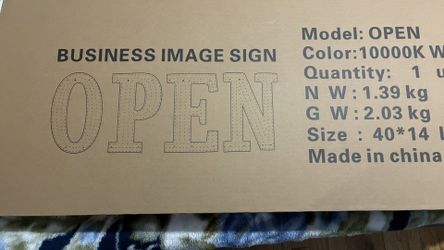 Model: OPEN
BUSINESS IMAGE SIGN
Color:10000K W
OPEN
Quantity: 1 u
N W : 1.39 kg
G W : 2.03 kg
Size : 40*14
Made in china